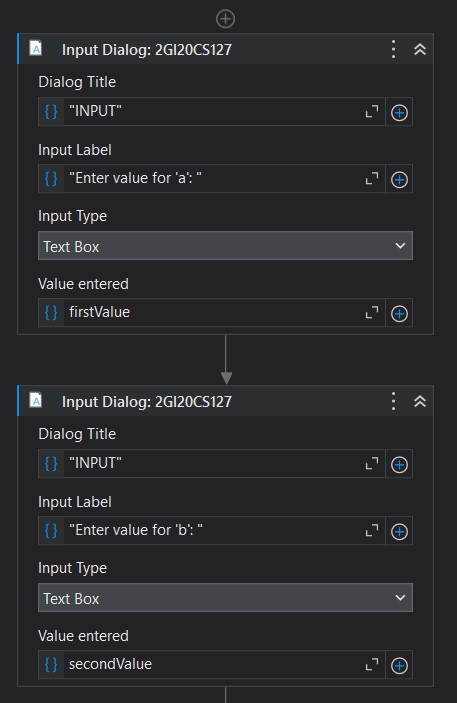 Input Dialog: 2GI20CS127
Dialog Title
"INPUT"
Input Label
"Enter value for 'a': "
Input Type
Text Box
Value entered
firstValue
Input Dialog: 2GI20CS127
Dialog Title
"INPUT"
Input Label
"Enter value for 'b': "
Input Type
Text Box
Value entered
secondValue